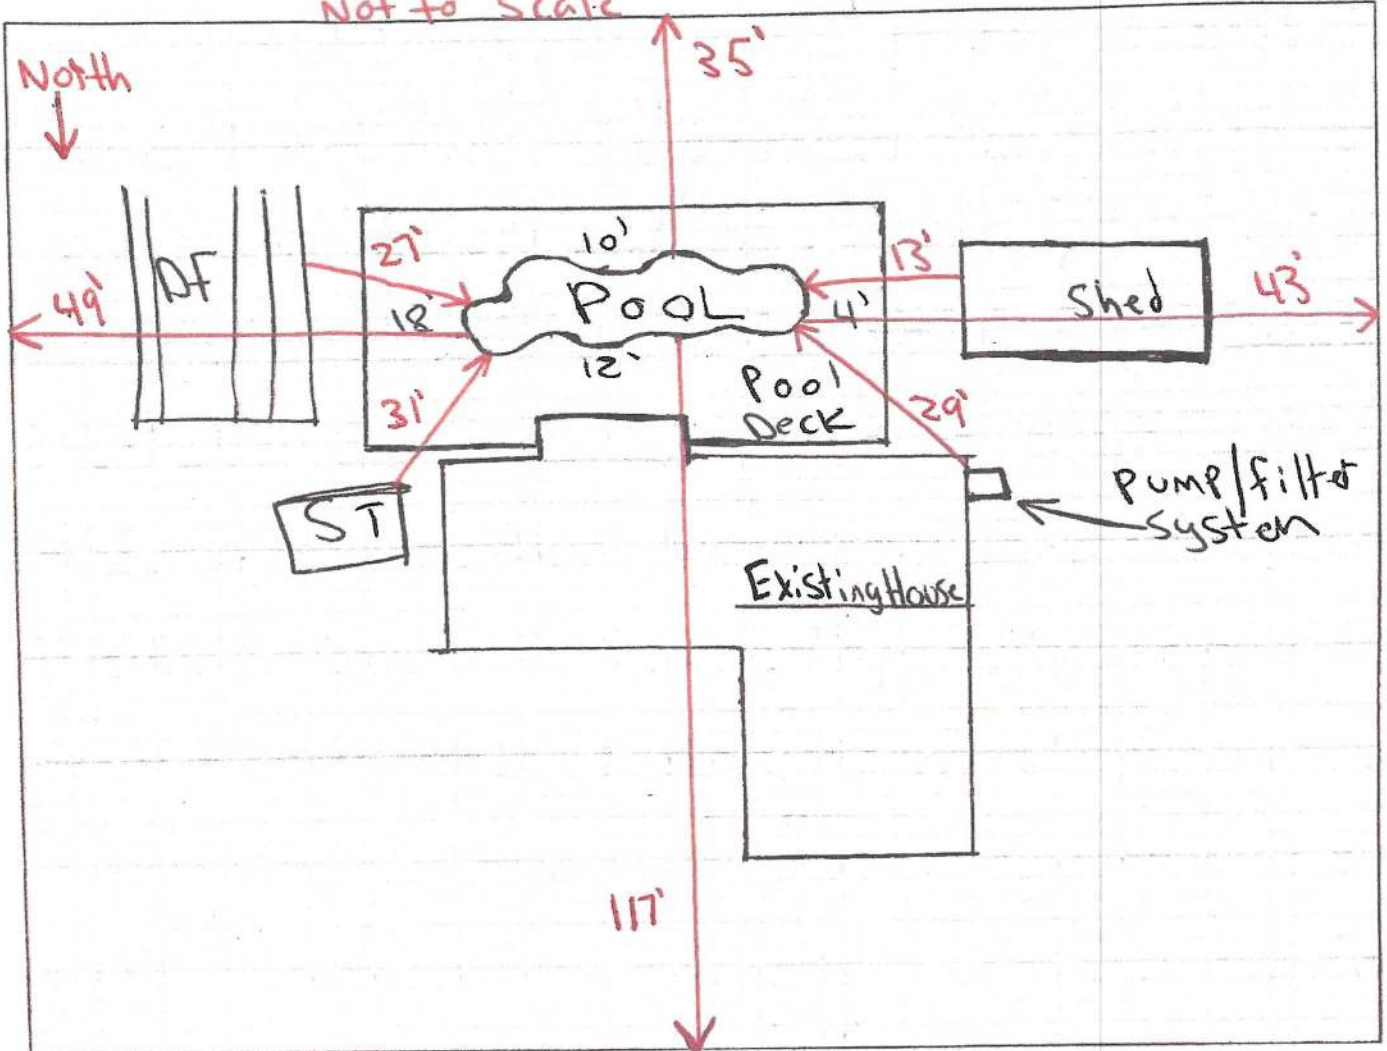 Not to Scale
North
35'
27'
10'
13'
DF
49'
18'
POOL
4'
Shed
43'
12'
31'
Pool
Deck
29'
ST
Pump/filter
System
Existing House
117'